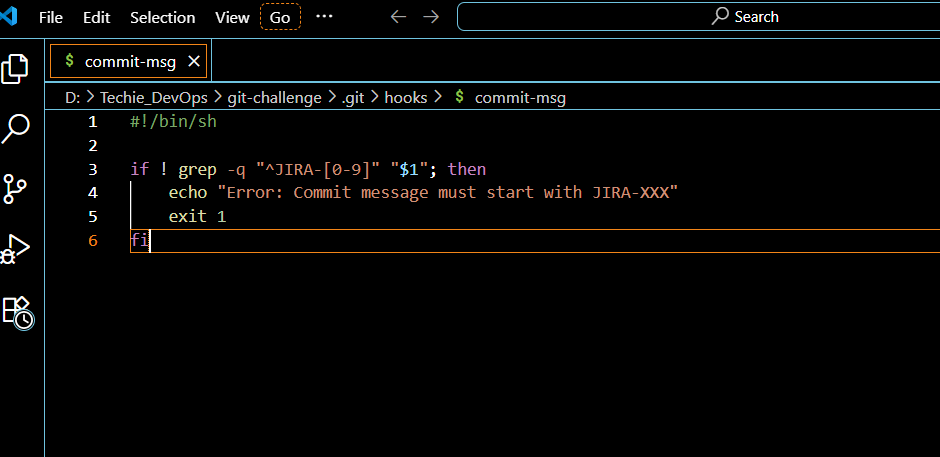 File Edit Selection View Go ··· ← → Search
$ commit-msg ×
D: > Techie_DevOps > git-challenge > .git > hooks > $ commit-msg
1 #!/bin/sh
2
3 if ! grep -q "^JIRA-[0-9]" "$1"; then
4 echo "Error: Commit message must start with JIRA-XXX"
5 exit 1
6 fi